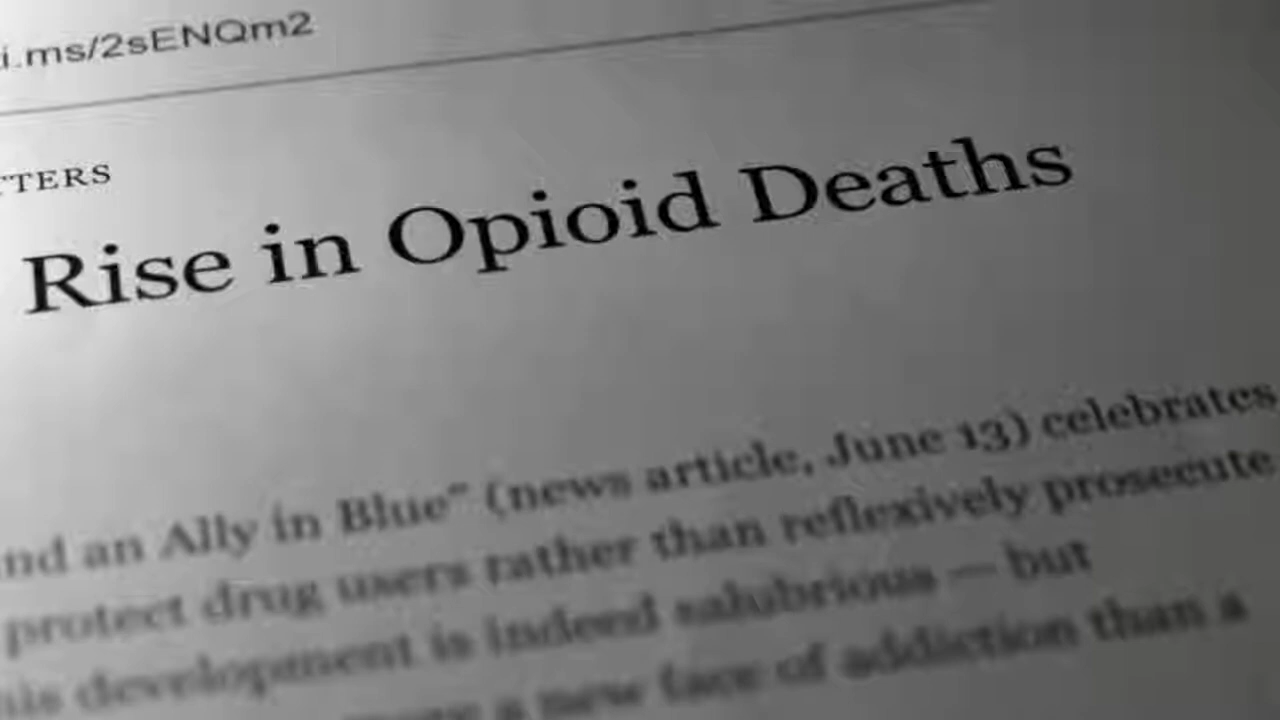 i.ms/2sENQm2
TTERS
Rise in Opioid Deaths
nd an Ally in Blue" (news article, June 13) celebrates
protect drug users rather than reflexively prosecute
is development is indeed salubrious — but
a new face of addiction than a